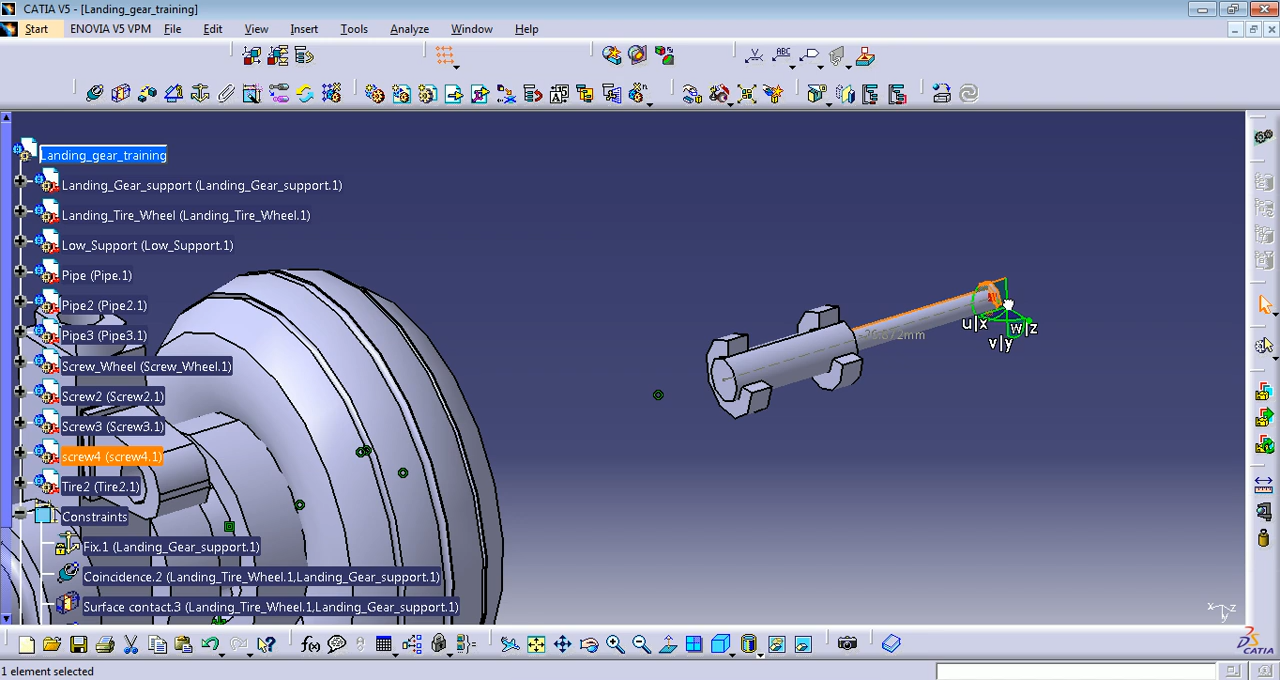 CATIA V5 - [Landing_gear_training]
Start ENOVIA V5 VPM File Edit View Insert Tools Analyze Window Help
ABC
Landing_gear_training
Landing_Gear_support (Landing_Gear_support.1)
Landing_Tire_Wheel (Landing_Tire_Wheel.1)
Low_Support (Low_Support.1)
Pipe (Pipe.1)
Pipe2 (Pipe2.1)
Pipe3 (Pipe3.1)
Screw_Wheel (Screw_Wheel.1)
Screw2 (Screw2.1)
Screw3 (Screw3.1)
screw4 (screw4.1)
Tire2 (Tire2.1)
Constraints
Fix.1 (Landing_Gear_support.1)
Coincidence.2 (Landing_Tire_Wheel.1,Landing_Gear_support.1)
Surface contact.3 (Landing_Tire_Wheel.1,Landing_Gear_support.1)
u|x
w|z
v|y
x
z
y
f(x)
CATIA
1 element selected